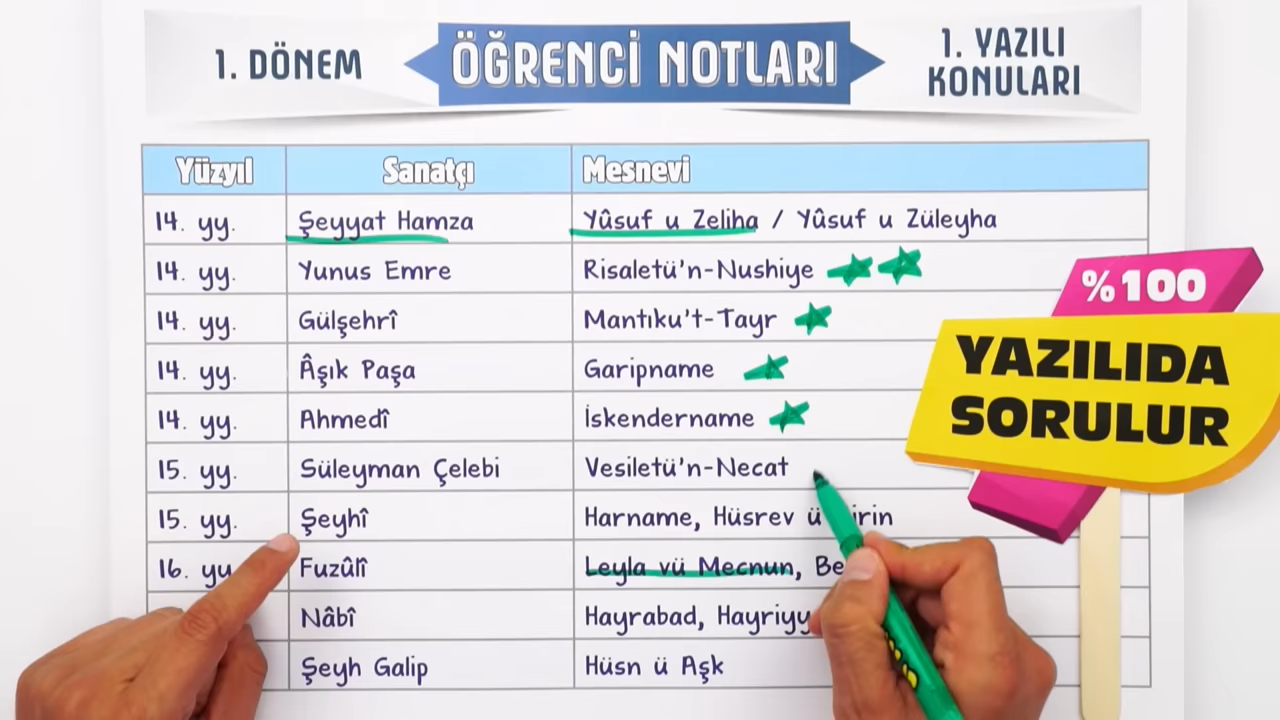 1. DÖNEM
ÖĞRENCİ NOTLARI
1. YAZILI
KONULARI
Yüzyıl Sanatçı Mesnevi
14. yy. Şeyyat Hamza Yûsuf u Zeliha / Yûsuf u Züleyha
14. yy. Yunus Emre Risaletü'n-Nushiye
14. yy. Gülşehrî Mantıku't-Tayr
14. yy. Âşık Paşa Garipname
14. yy. Ahmedî İskendername
15. yy. Süleyman Çelebi Vesiletü'n-Necat
15. yy. Şeyhî Harname, Hüsrev ü
16. Fuzûlî Leyla vü Mecnun,
Nâbî Hayrabad,
Şeyh Galip Hüsn ü Aşk
%100
YAZILIDA
SORULUR